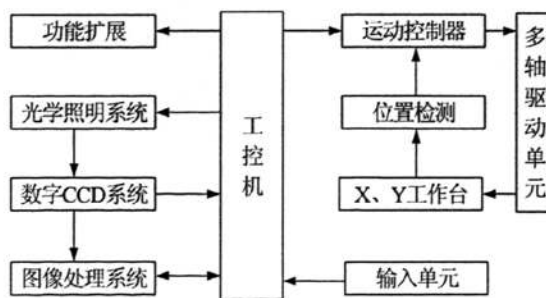 功能扩展
运动控制器
多轴驱动单元
光学照明系统
工控机
位置检测
数字CCD系统
X、Y工作台
图像处理系统
输入单元